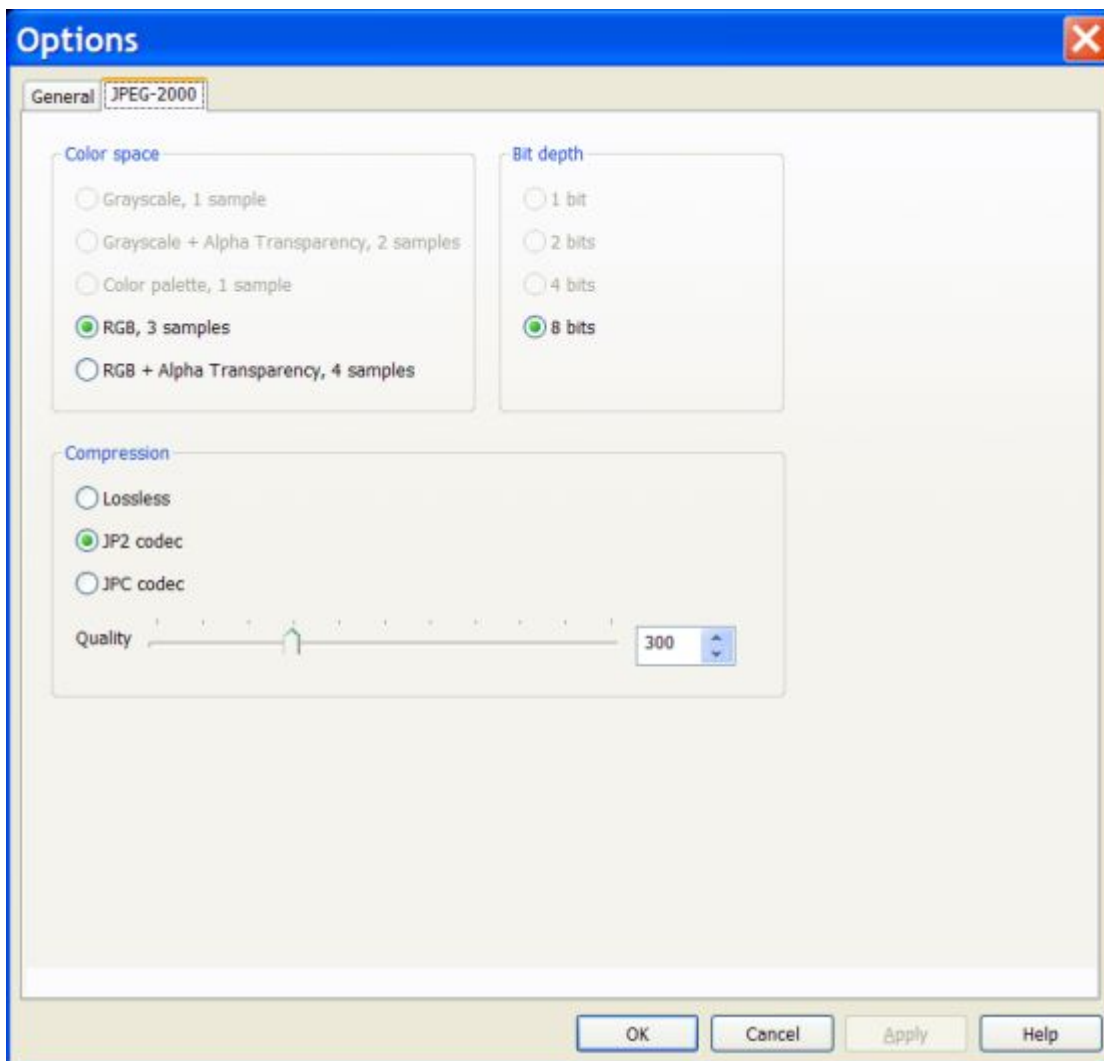 Options
General JPEG-2000
Color space
Grayscale, 1 sample
Grayscale + Alpha Transparency, 2 samples
Color palette, 1 sample
RGB, 3 samples
RGB + Alpha Transparency, 4 samples
Bit depth
1 bit
2 bits
4 bits
8 bits
Compression
Lossless
JP2 codec
JPC codec
Quality 300
OK Cancel Apply Help